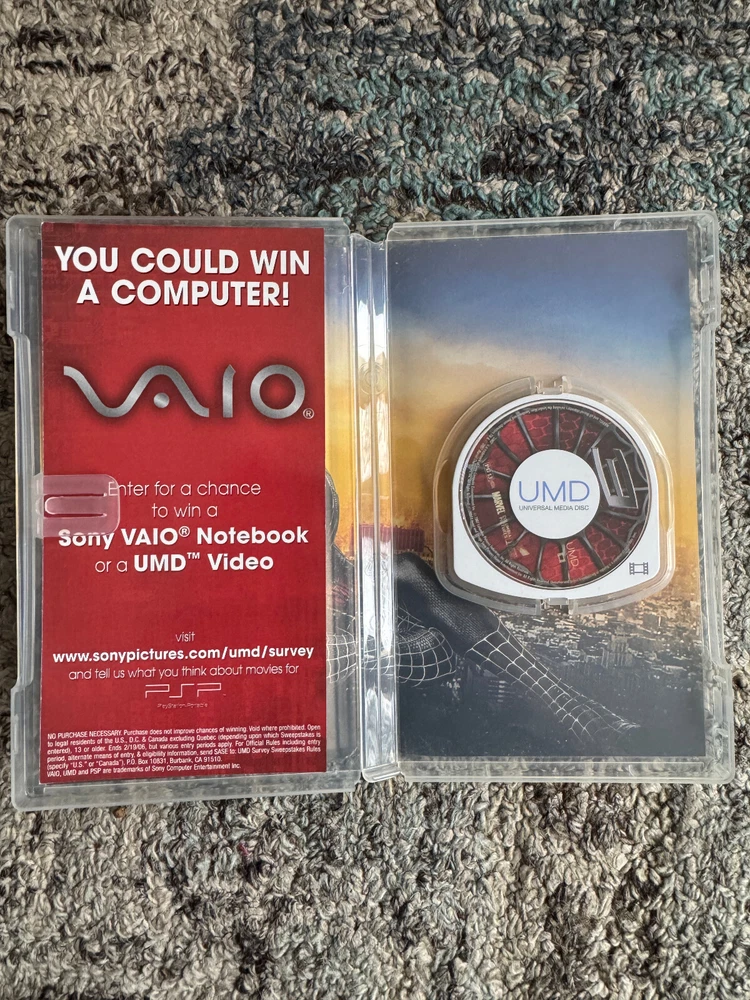 YOU COULD WIN
A COMPUTER!
VAIO®
Enter for a chance
to win a
Sony VAIO® Notebook
or a UMD™ Video
visit
www.sonypictures.com/umd/survey
and tell us what you think about movies for
PSP
PlayStation Portable
NO PURCHASE NECESSARY. Purchase does not improve chances of winning. Void where prohibited. Open
to legal residents of the U.S., D.C. & Canada excluding Quebec (depending upon which Sweepstakes is
entered), 13 or older. Ends 2/19/06, but various entry periods apply. For Official Rules including entry
period, alternate means of entry, & eligibility information, send SASE to: UMD Survey Sweepstakes Rules
(specify "U.S." or "Canada"), P.O. Box 10831, Burbank, CA 91510.
VAIO, UMD and PSP are trademarks of Sony Computer Entertainment Inc.
UMD
UNIVERSAL MEDIA DISC
MARVEL
UMD